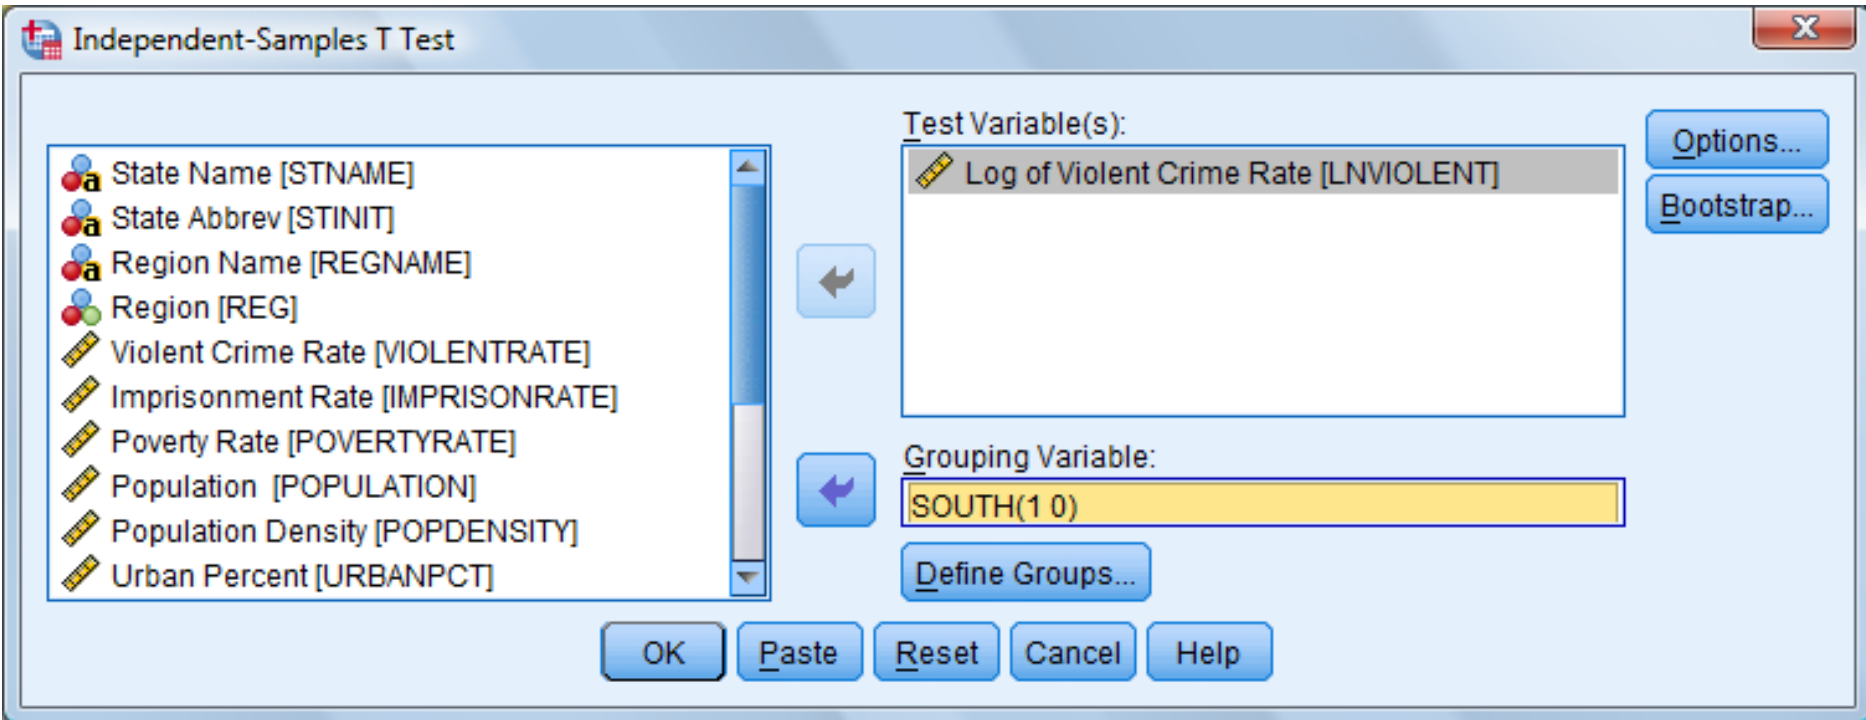 Independent-Samples T Test
State Name [STNAME]
State Abbrev [STINIT]
Region Name [REGNAME]
Region [REG]
Violent Crime Rate [VIOLENTRATE]
Imprisonment Rate [IMPRISONRATE]
Poverty Rate [POVERTYRATE]
Population  [POPULATION]
Population Density [POPDENSITY]
Urban Percent [URBANPCT]
Test Variable(s):
Log of Violent Crime Rate [LNVIOLENT]
Grouping Variable:
SOUTH(1 0)
Define Groups...
Options...
Bootstrap...
OK Paste Reset Cancel Help